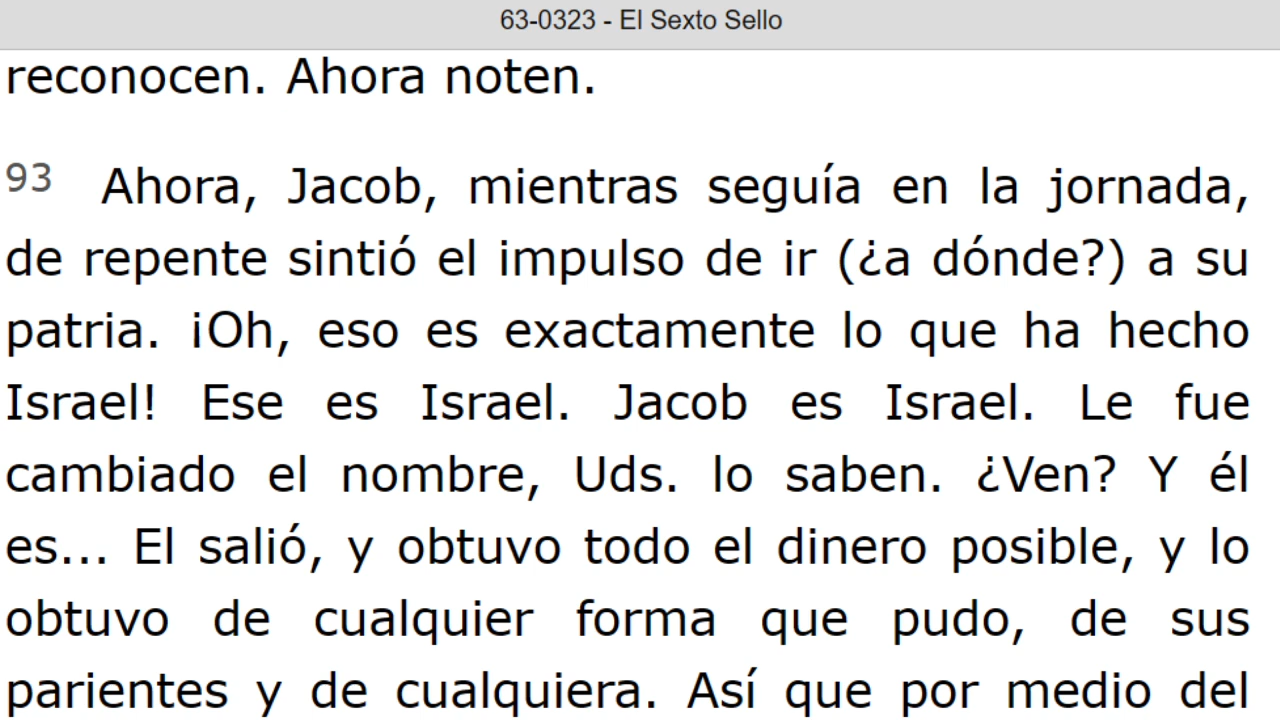 63-0323 - El Sexto Sello
reconocen. Ahora noten.
93 Ahora, Jacob, mientras seguía en la jornada,
de repente sintió el impulso de ir (¿a dónde?) a su
patria. ¡Oh, eso es exactamente lo que ha hecho
Israel! Ese es Israel. Jacob es Israel. Le fue
cambiado el nombre, Uds. lo saben. ¿Ven? Y él
es... El salió, y obtuvo todo el dinero posible, y lo
obtuvo de cualquier forma que pudo, de sus
parientes y de cualquiera. Así que por medio del